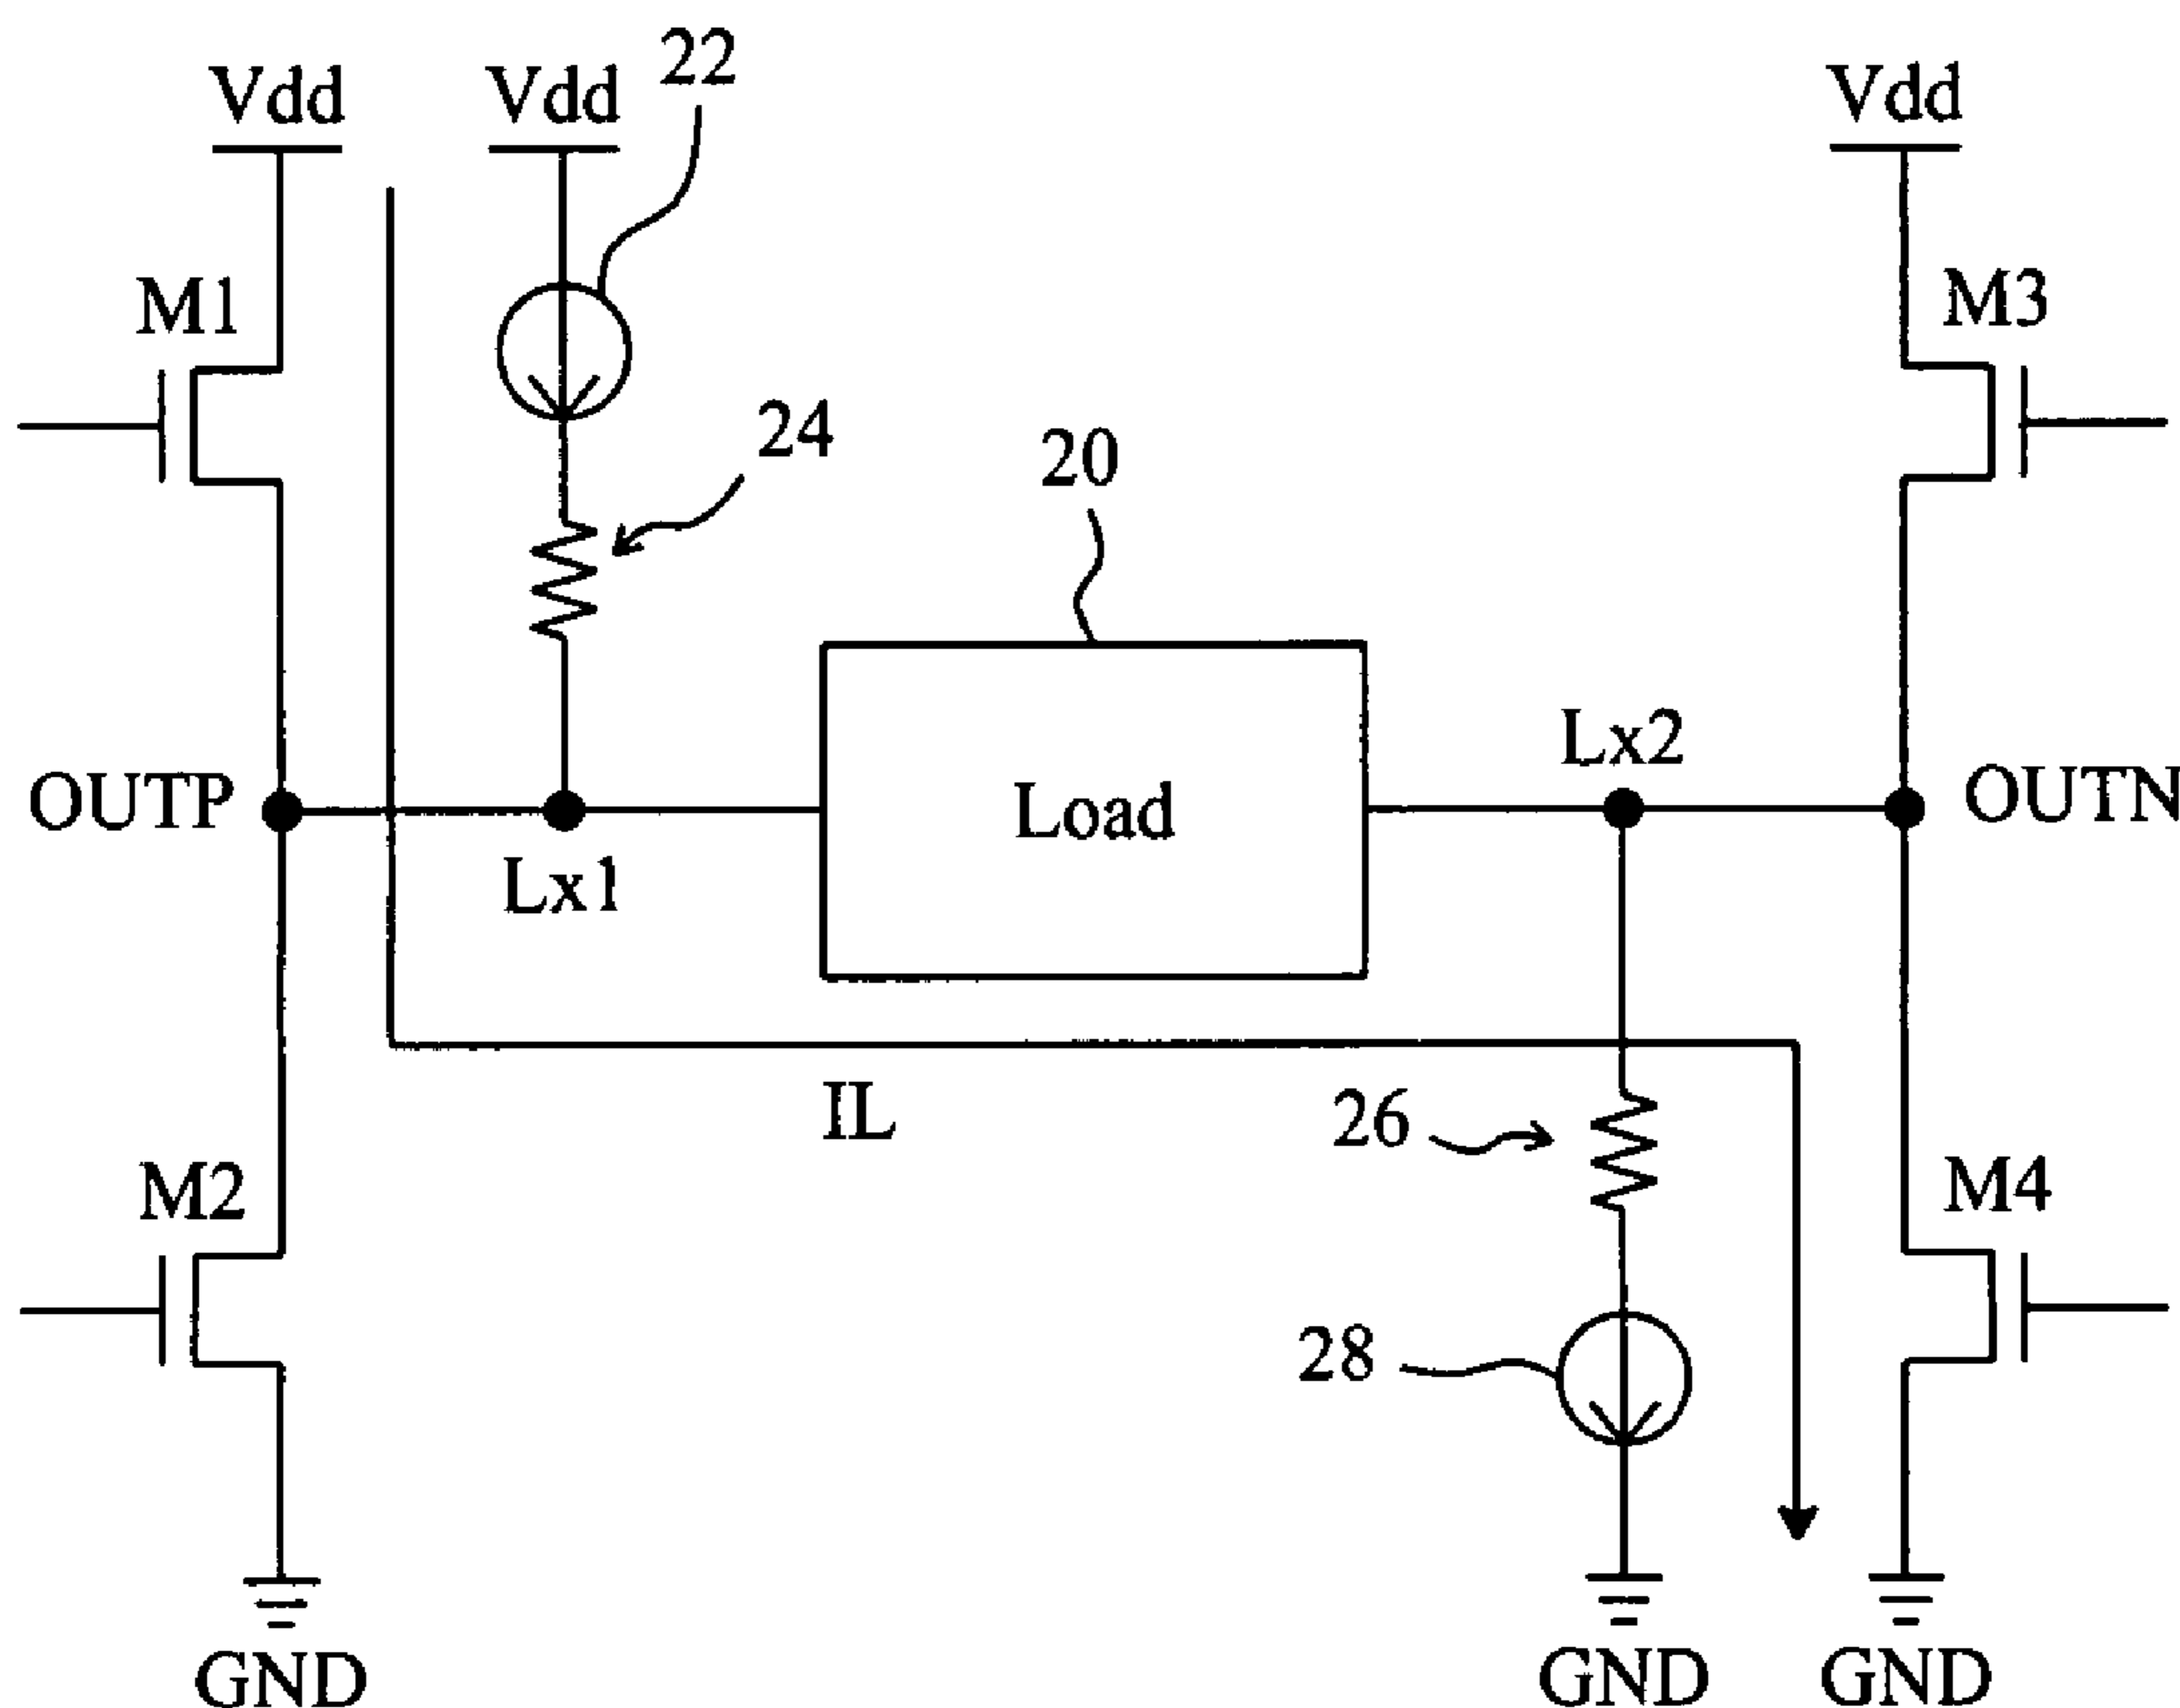 22
Vdd
Vdd
Vdd
M1
M3
24
20
Lx2
OUTP
Load
OUTN
Lx1
IL
26
M2
M4
28
GND
GND
GND